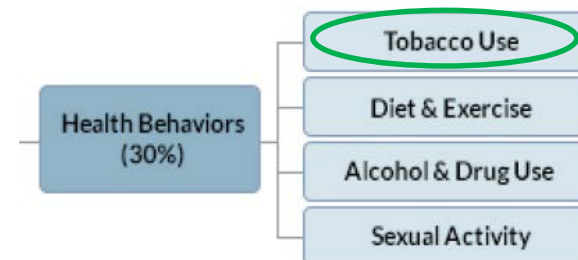 Tobacco Use
Health Behaviors
(30%)
Diet & Exercise
Alcohol & Drug Use
Sexual Activity